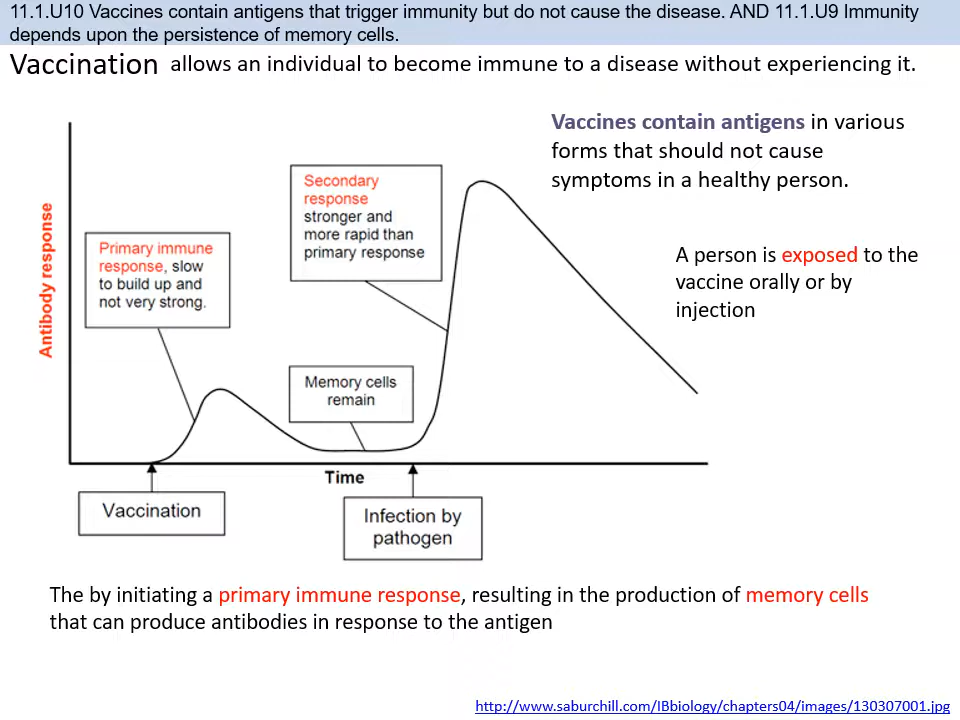 11.1.U10 Vaccines contain antigens that trigger immunity but do not cause the disease. AND 11.1.U9 Immunity
depends upon the persistence of memory cells.
Vaccination allows an individual to become immune to a disease without experiencing it.
Vaccines contain antigens in various
forms that should not cause
symptoms in a healthy person.
Secondary
response
stronger and
more rapid than
primary response
Primary immune
response, slow
to build up and
not very strong.
A person is exposed to the
vaccine orally or by
injection
Antibody response
Memory cells
remain
Time
Vaccination
Infection by
pathogen
The by initiating a primary immune response, resulting in the production of memory cells
that can produce antibodies in response to the antigen
http://www.saburchill.com/IBbiology/chapters04/images/130307001.jpg